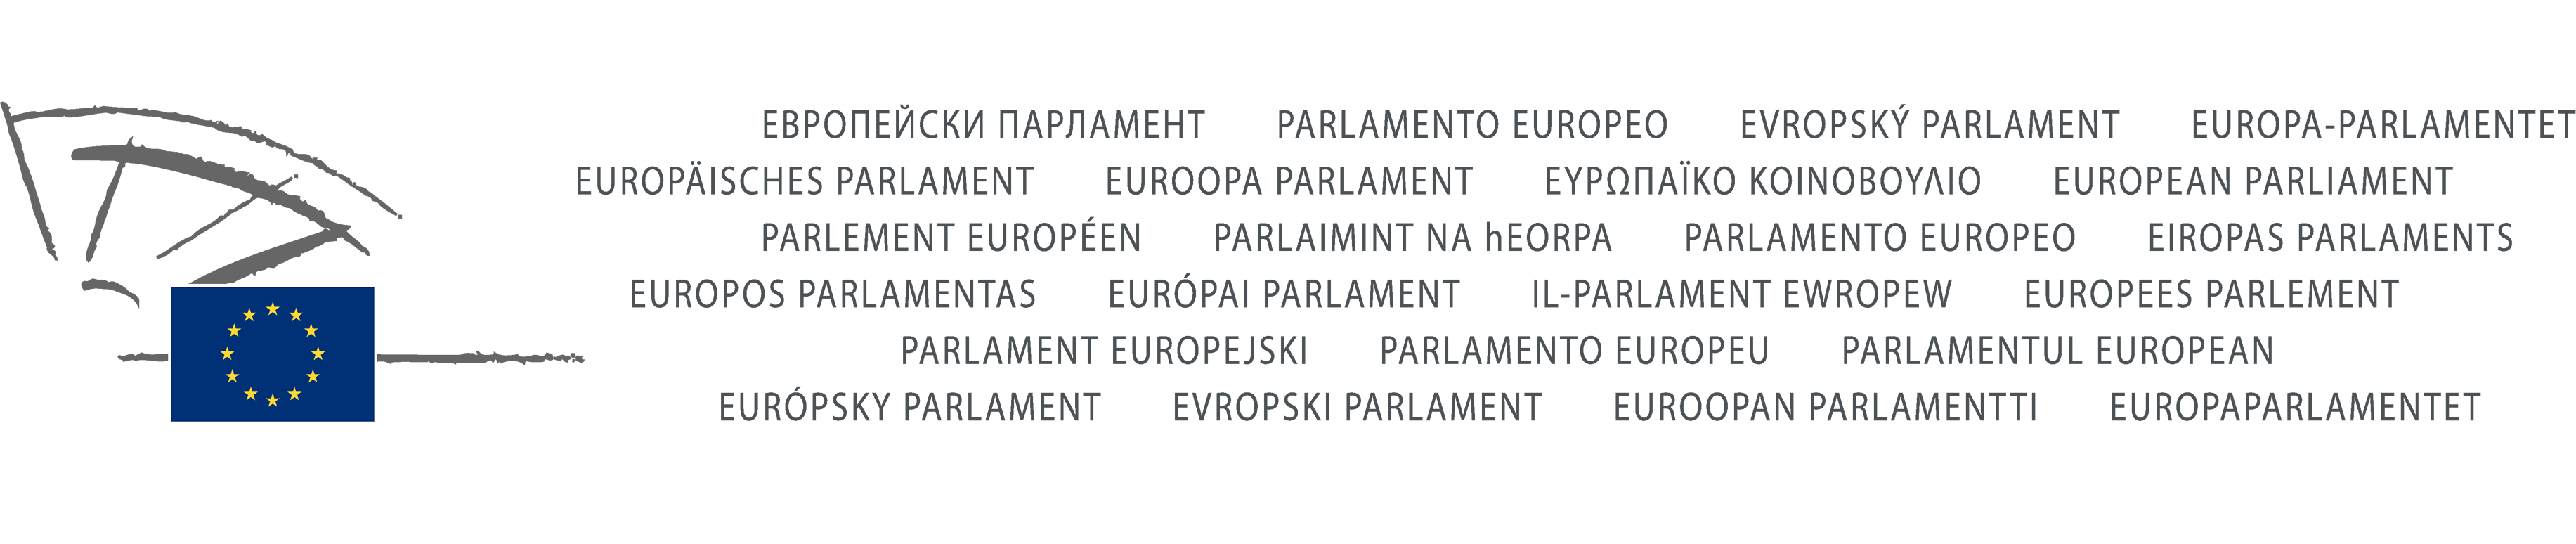 ЕВРОПЕЙСКИ ПАРЛАМЕНТ PARLAMENTO EUROPEO EVROPSKÝ PARLAMENT EUROPA-PARLAMENTET
EUROPÄISCHES PARLAMENT EUROOPA PARLAMENT ΕΥΡΩΠΑΪΚΟ ΚΟΙΝΟΒΟΥΛΙΟ EUROPEAN PARLIAMENT
PARLEMENT EUROPÉEN PARLAIMINT NA hEORPA PARLAMENTO EUROPEO EIROPAS PARLAMENTS
EUROPOS PARLAMENTAS EURÓPAI PARLAMENT IL-PARLAMENT EWROPEW EUROPEES PARLEMENT
PARLAMENT EUROPEJSKI PARLAMENTO EUROPEU PARLAMENTUL EUROPEAN
EURÓPSKY PARLAMENT EVROPSKI PARLAMENT EUROOPAN PARLAMENTTI EUROPAPARLAMENTET